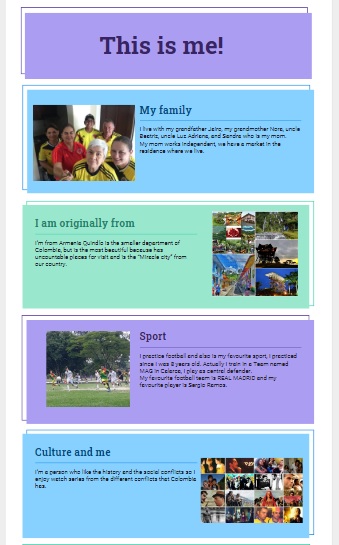 This is me!
My family
I live with my grandfather Jairo, my grandmother Nora, uncle
Beatriz, uncle Luz Adriana, and Sandra who is my mom.
My mom works independent, we have a market in the
residence where we live.
I am originally from
I'm from Armenia Quindío is the smaller department of
Colombia, but is the most beautiful because has
uncountable places for visit and is the "Miracle city" from
our country.
Sport
I practice football and also is my favourite sport, I practiced
since I was 8 years old. Actually I train in a Team named
MAG in Calarca, I play as central defender.
My favourite football team is REAL MADRID and my
favourite player is Sergio Ramos.
Culture and me
I'm a person who like the history and the social conflicts so I
enjoy watch series from the different conflicts that Colombia
has.